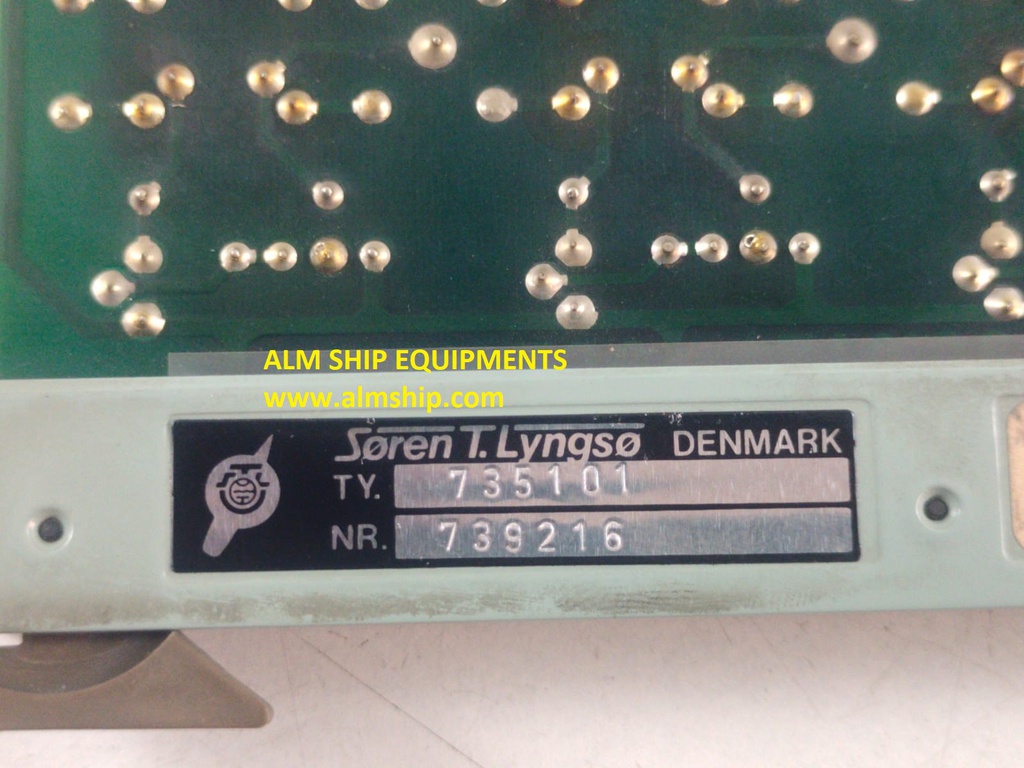 ALM SHIP EQUIPMENTS
www.almship.com
Søren T. Lyngsø DENMARK
TY. 735101
NR. 739216